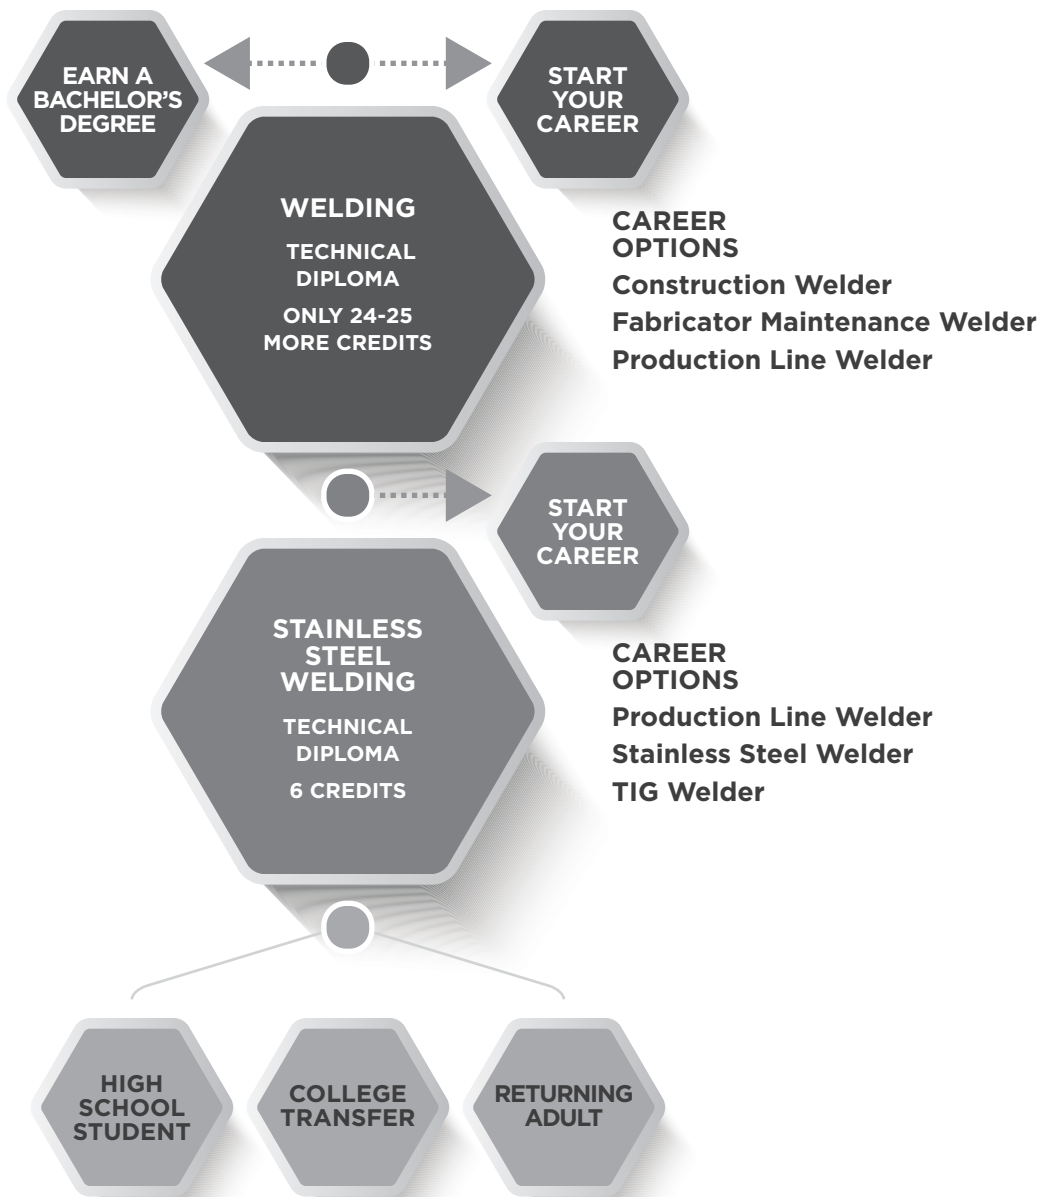 EARN A
BACHELOR'S
DEGREE
START
YOUR
CAREER
WELDING
TECHNICAL
DIPLOMA
ONLY 24-25
MORE CREDITS
CAREER
OPTIONS
Construction Welder
Fabricator Maintenance Welder
Production Line Welder
START
YOUR
CAREER
STAINLESS
STEEL
WELDING
TECHNICAL
DIPLOMA
6 CREDITS
CAREER
OPTIONS
Production Line Welder
Stainless Steel Welder
TIG Welder
HIGH
SCHOOL
STUDENT
COLLEGE
TRANSFER
RETURNING
ADULT